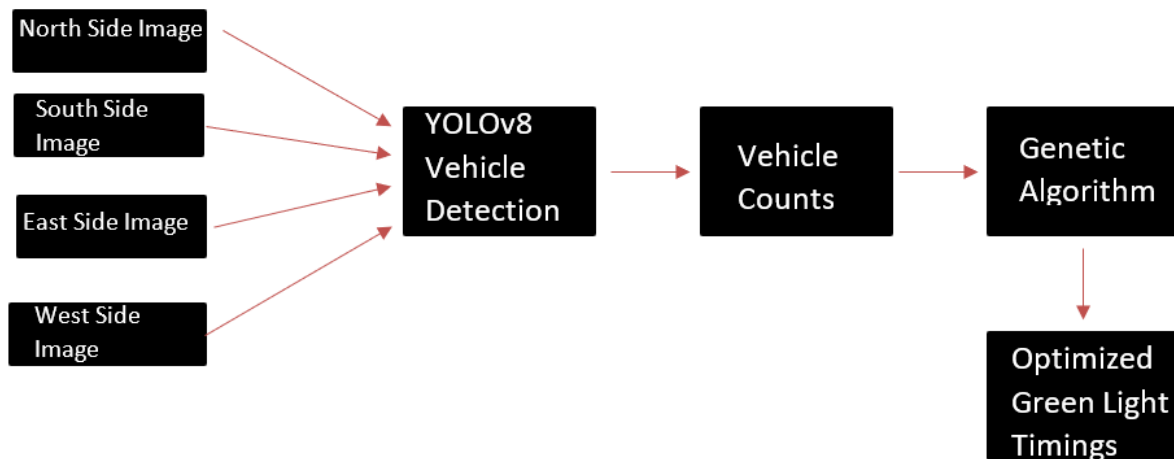 North Side Image
South Side
Image
East Side Image
West Side
Image
YOLOv8
Vehicle
Detection
Vehicle
Counts
Genetic
Algorithm
Optimized
Green Light
Timings